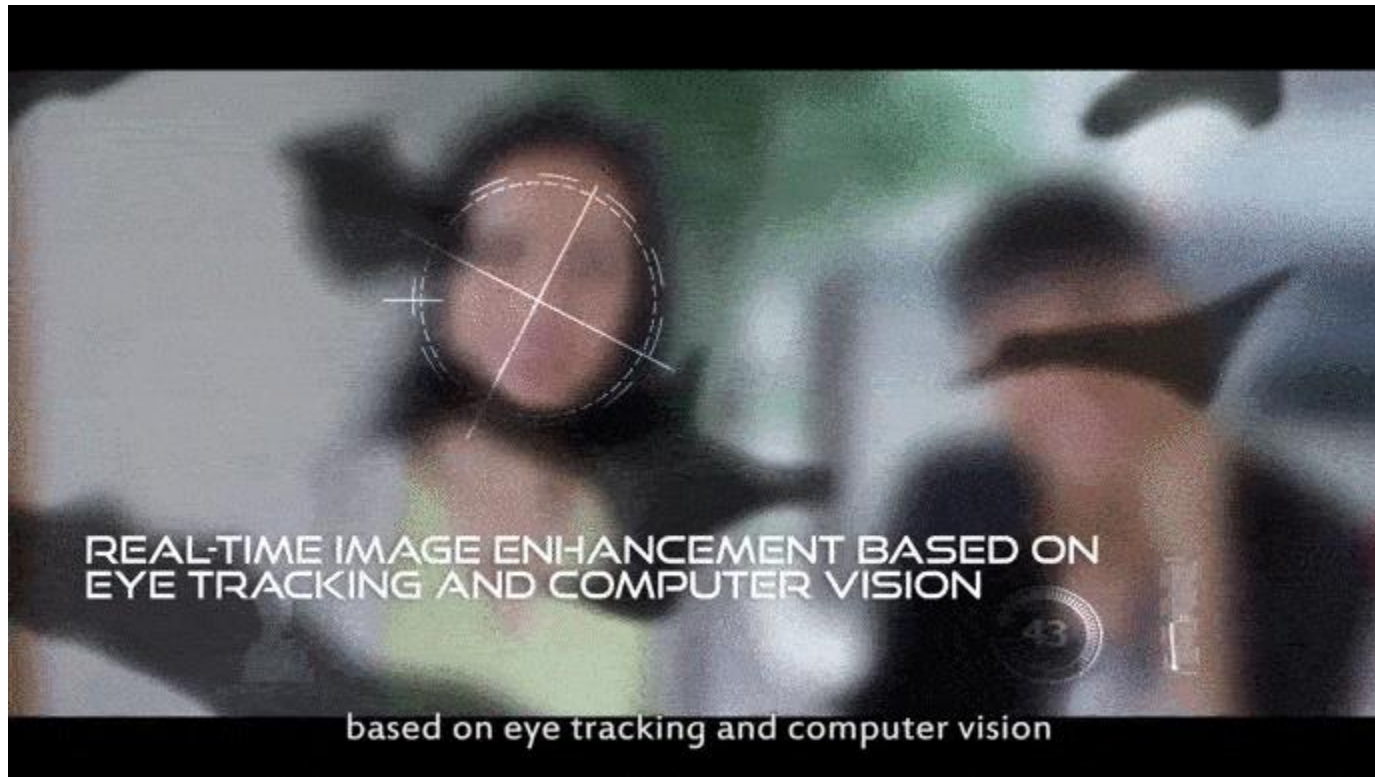 REAL-TIME IMAGE ENHANCEMENT BASED ON
EYE TRACKING AND COMPUTER VISION
43
based on eye tracking and computer vision